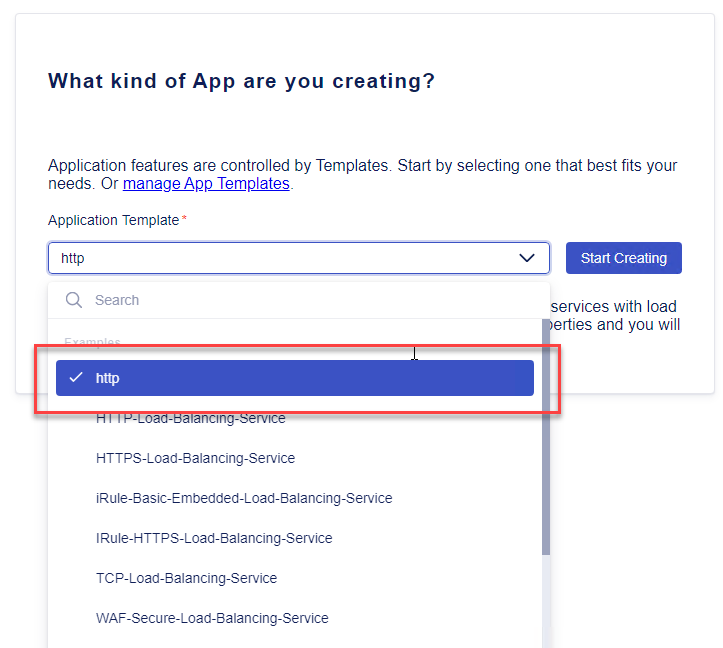 What kind of App are you creating?
Application features are controlled by Templates. Start by selecting one that best fits your
needs. Or manage App Templates.
Application Template*
http
Start Creating
Search
services with load
perties and you will
Examples
http
HTTP-Load-Balancing-Service
HTTPS-Load-Balancing-Service
iRule-Basic-Embedded-Load-Balancing-Service
IRule-HTTPS-Load-Balancing-Service
TCP-Load-Balancing-Service
WAF-Secure-Load-Balancing-Service